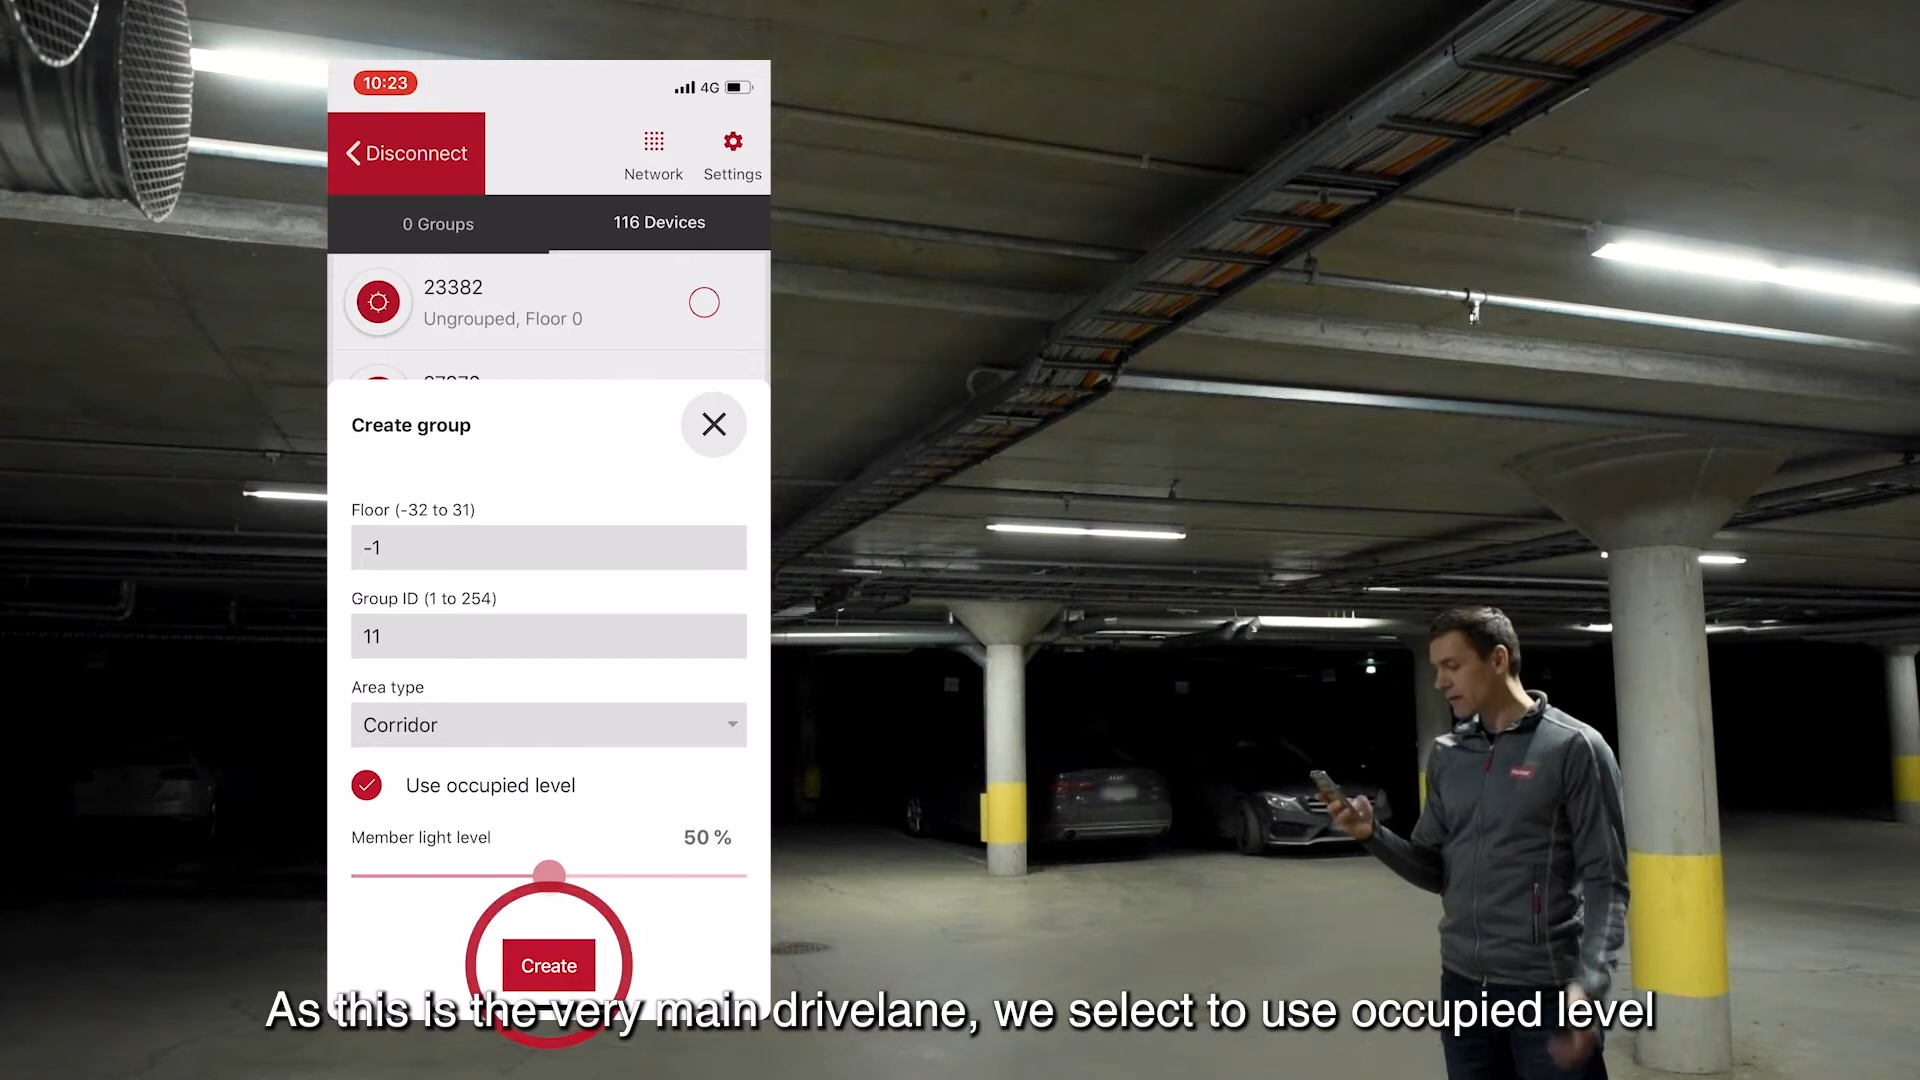 10:23
4G
Disconnect
Network
Settings
0 Groups
116 Devices
23382
Ungrouped, Floor 0
Create group
Floor (-32 to 31)
-1
Group ID (1 to 254)
11
Area type
Corridor
Use occupied level
Member light level
50 %
Create
As this is the very main drivelane, we select to use occupied level